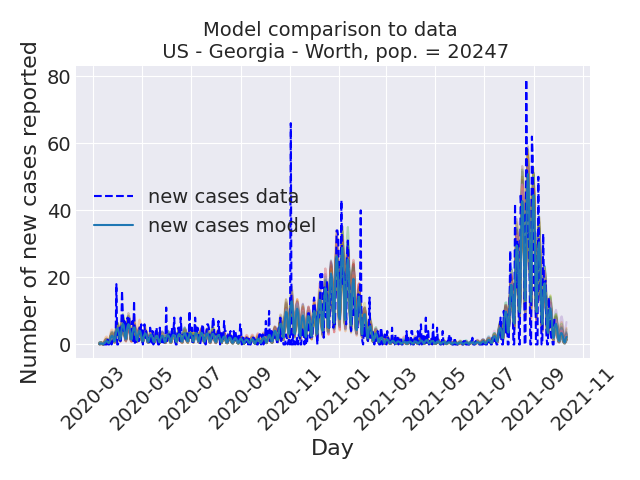 Model comparison to data
US - Georgia - Worth, pop. = 20247
Number of new cases reported
80
60
40
20
0
new cases data
new cases model
2020-03
2020-05
2020-07
2020-09
2020-11
2021-01
2021-03
2021-05
2021-07
2021-09
2021-11
Day